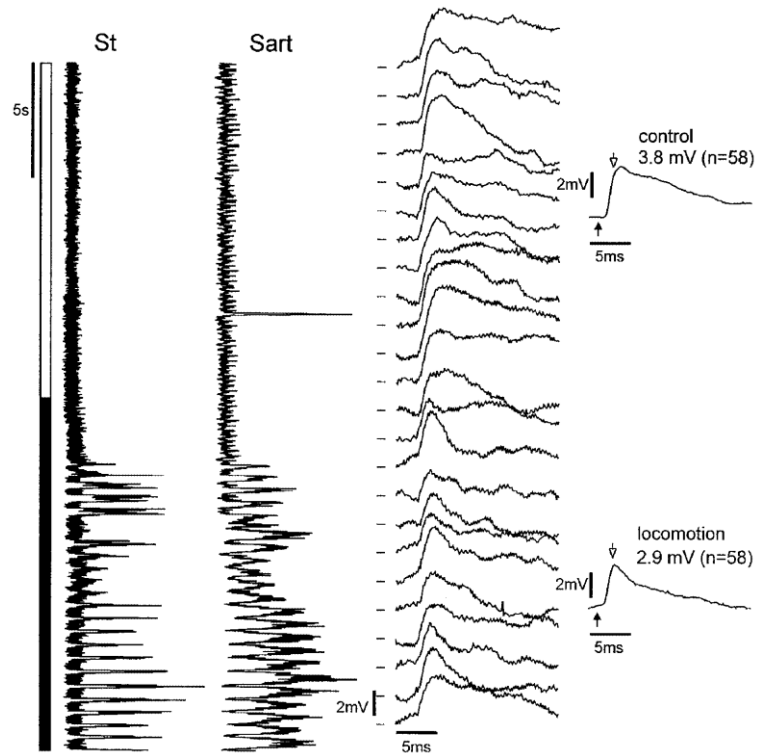 St
Sart
5s
control
3.8 mV (n=58)
2mV
5ms
locomotion
2.9 mV (n=58)
2mV
5ms
2mV
5ms